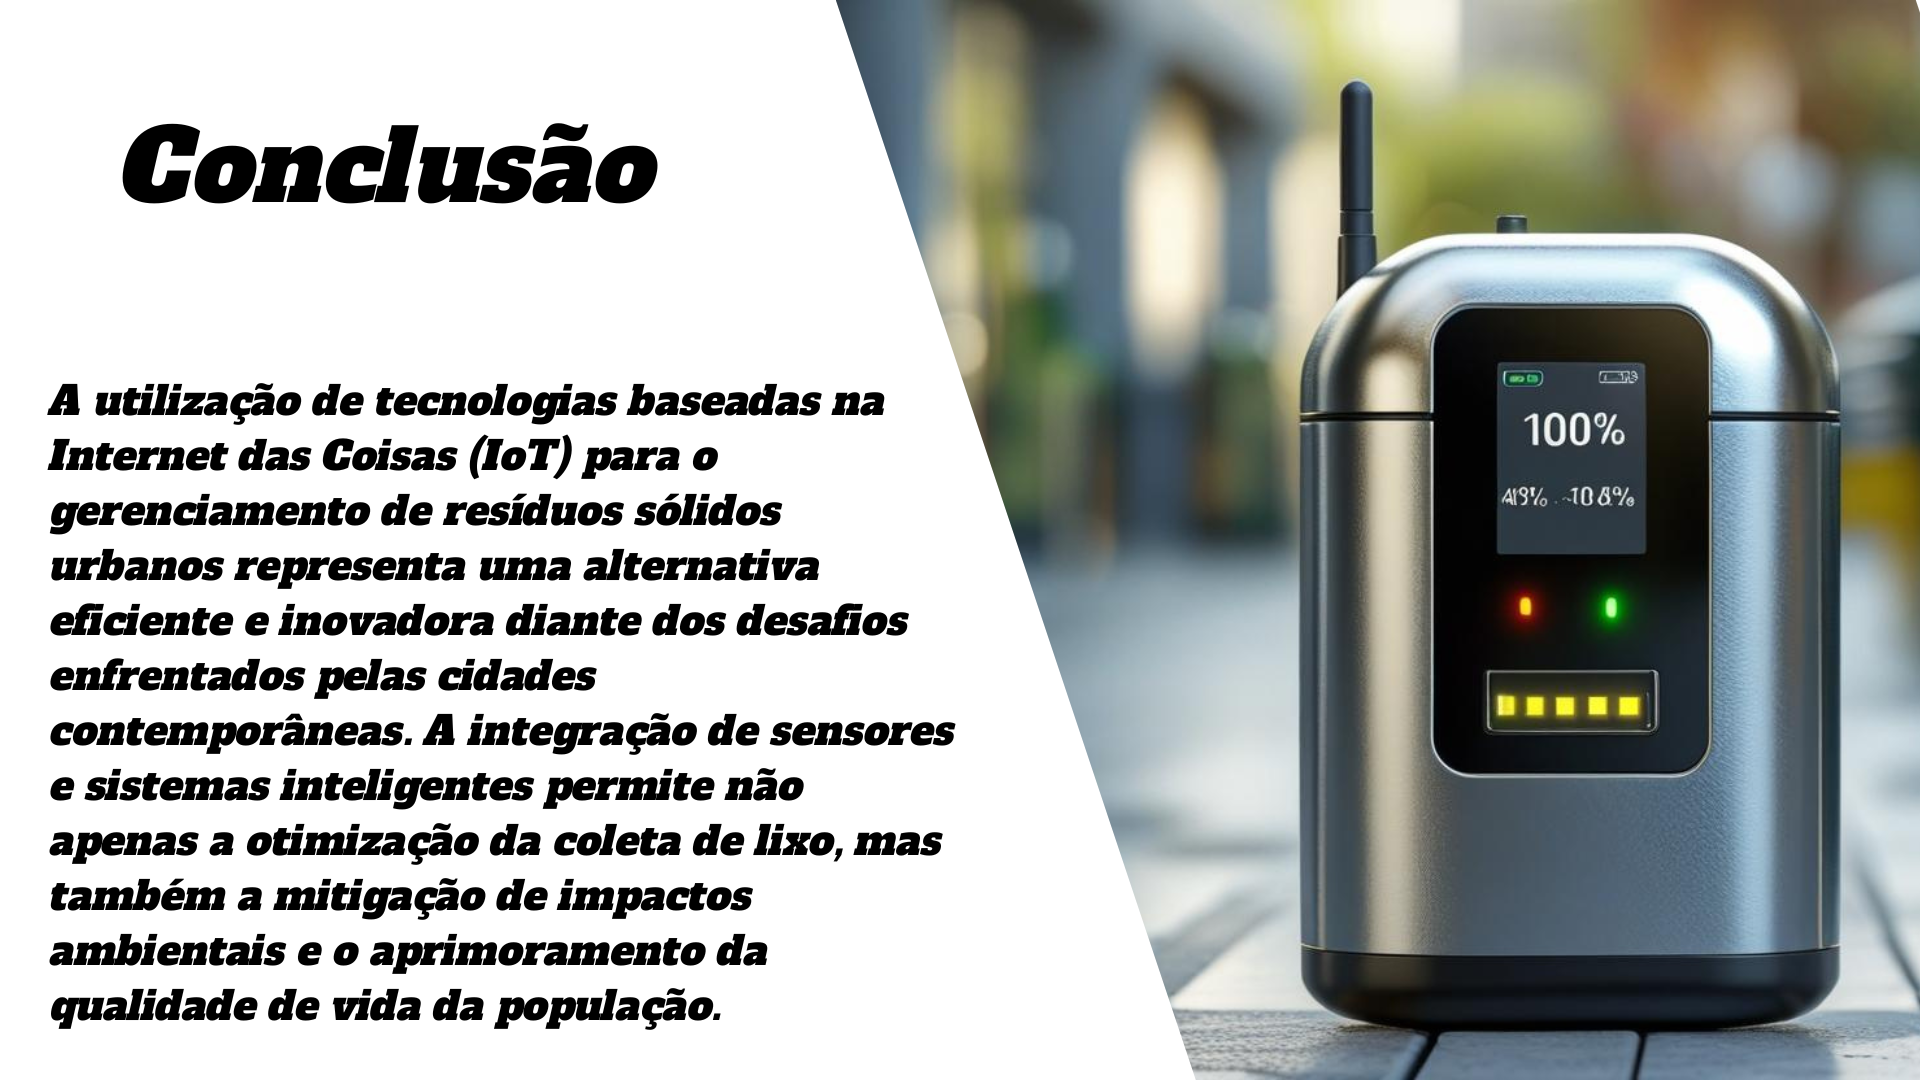 Conclusão
A utilização de tecnologias baseadas na
Internet das Coisas (IoT) para o
gerenciamento de resíduos sólidos
urbanos representa uma alternativa
eficiente e inovadora diante dos desafios
enfrentados pelas cidades
contemporâneas. A integração de sensores
e sistemas inteligentes permite não
apenas a otimização da coleta de lixo, mas
também a mitigação de impactos
ambientais e o aprimoramento da
qualidade de vida da população.
100%